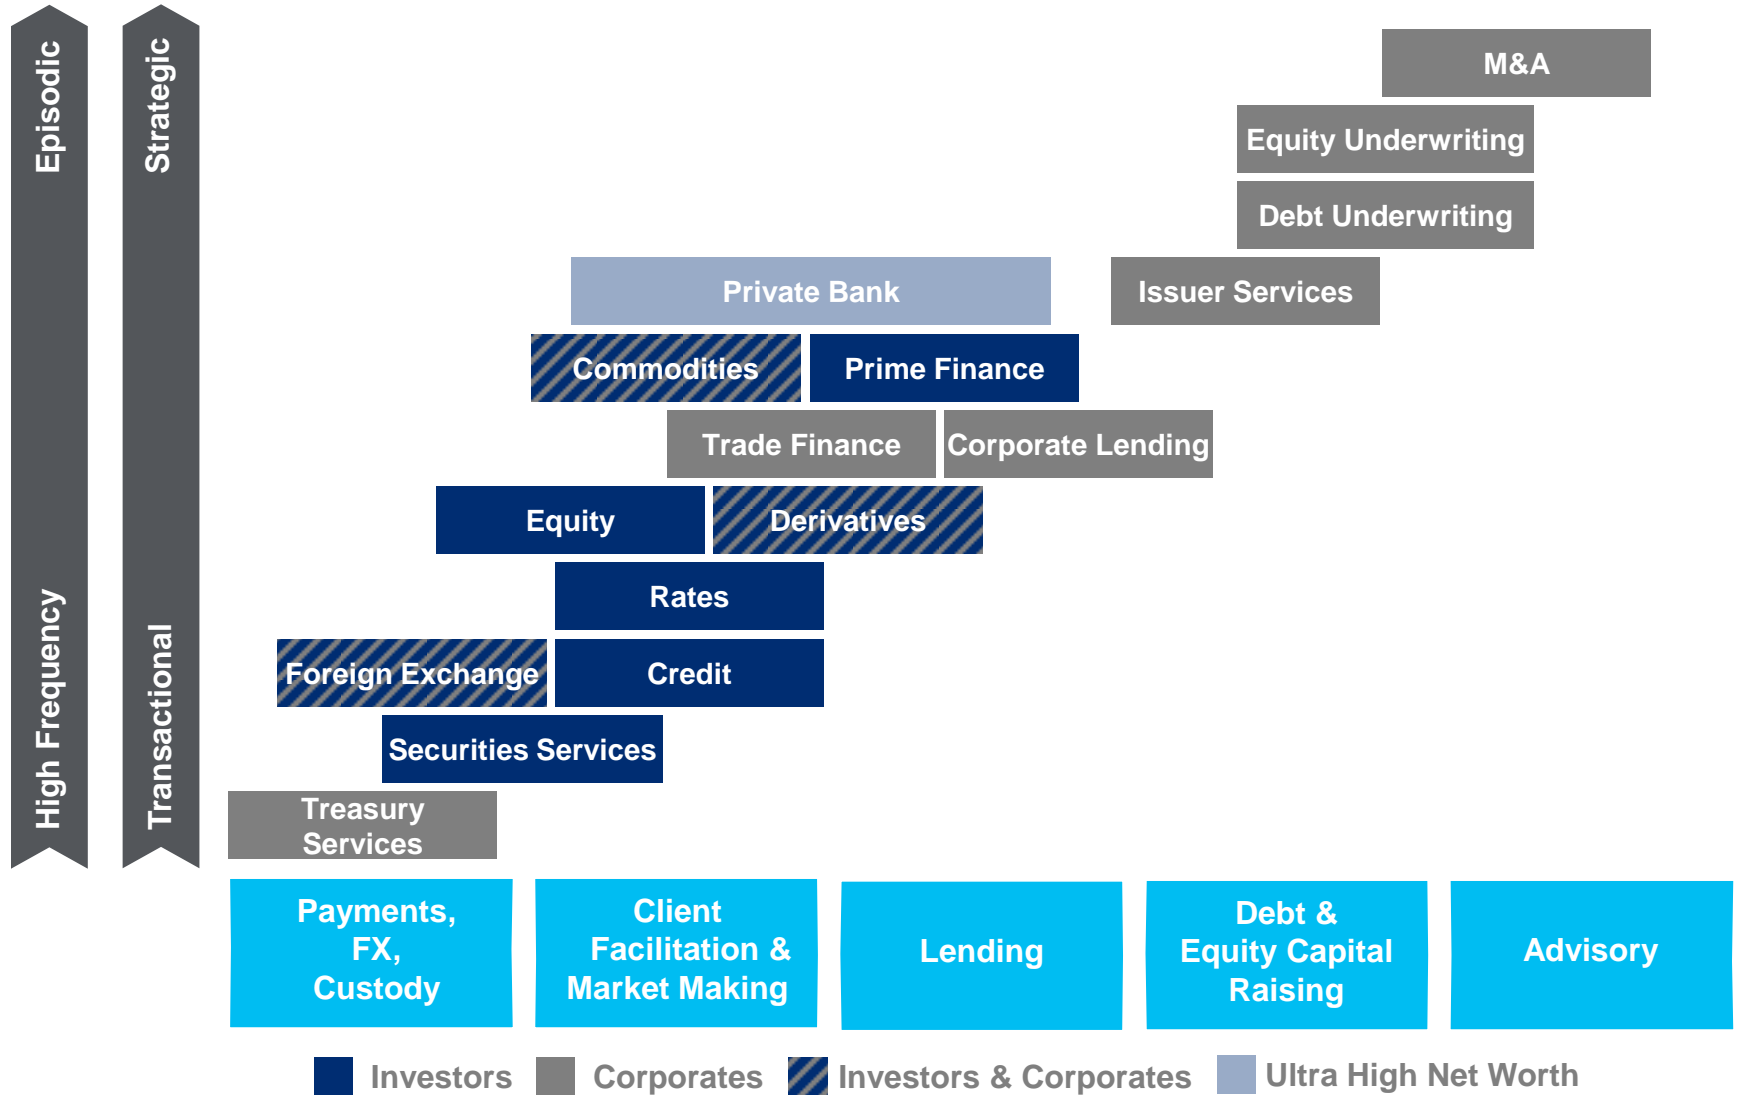 Episodic
High Frequency
Strategic
Transactional
M&A
Equity Underwriting
Debt Underwriting
Private Bank
Issuer Services
Commodities
Prime Finance
Trade Finance
Corporate Lending
Equity
Derivatives
Rates
Foreign Exchange
Credit
Securities Services
Treasury
Services
Payments,
FX,
Custody
Client
Facilitation &
Market Making
Lending
Debt &
Equity Capital
Raising
Advisory
Investors
Corporates
Investors & Corporates
Ultra High Net Worth